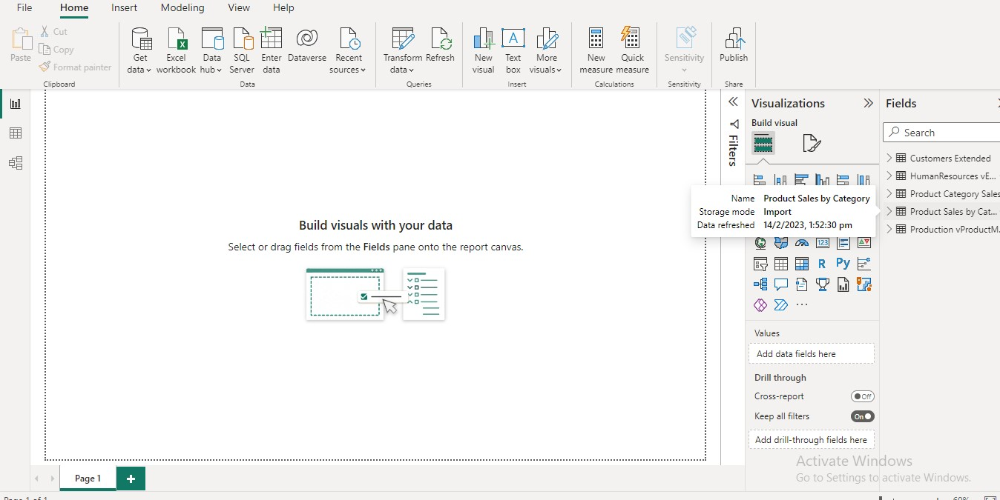 File Home Insert Modeling View Help
Paste
Cut
Copy
Format painter
Clipboard
Get data
Excel workbook
Data hub
SQL Server
Enter data
Dataverse
Recent sources
Data
Transform data
Refresh
Queries
New visual
Text box
More visuals
Insert
New measure
Quick measure
Calculations
Sensitivity
Sensitivity
Publish
Share
Build visuals with your data
Select or drag fields from the Fields pane onto the report canvas.
Filters
Visualizations
Build visual
Name Product Sales by Category
Storage mode Import
Data refreshed 14/2/2023, 1:52:30 pm
123
R Py
...
Values
Add data fields here
Drill through
Cross-report Off
Keep all filters On
Add drill-through fields here
Fields
Search
Customers Extended
HumanResources vE...
Product Category Sales
Product Sales by Cat...
Production vProductM.
Activate Windows
Go to Settings to activate Windows.
Page 1
Page 1 of 1
60%